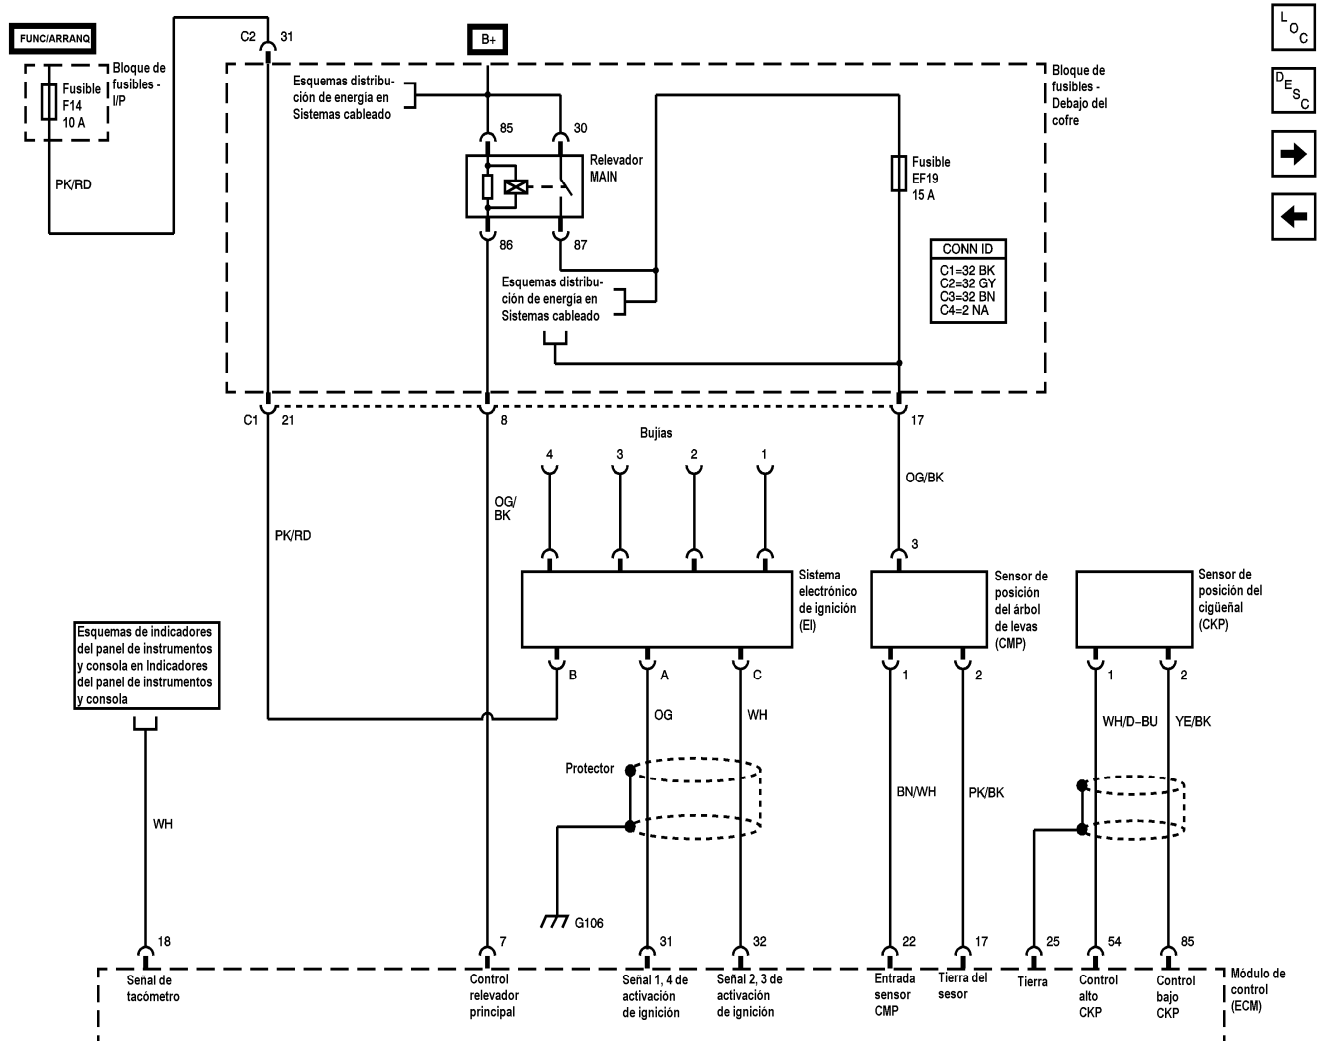 FUNC/ARRANQ
Fusible
F14
10 A
Bloque de
fusibles -
I/P
PK/RD
C2
31
B+
Esquemas distribu-
ción de energía en
Sistemas cableado
85
30
Relevador
MAIN
86
87
Esquemas distribu-
ción de energía en
Sistemas cableado
Fusible
EF19
15 A
CONN ID
C1=32 BK
C2=32 GY
C3=32 BN
C4=2 NA
Bloque de
fusibles -
Debajo del
cofre
LOC
DESC
C1
21
8
17
Bujías
4
3
2
1
OG/
BK
PK/RD
OG/BK
3
Sistema
electrónico
de ignición
(EI)
Sensor de
posición
del árbol
de levas
(CMP)
Sensor de
posición del
cigüeñal
(CKP)
Esquemas de indicadores
del panel de instrumentos
y consola en Indicadores
del panel de instrumentos
y consola
B
A
C
1
2
1
2
OG
WH
WH/D-BU
YE/BK
Protector
BN/WH
PK/BK
WH
G106
18
7
31
32
22
17
25
54
85
Señal de
tacómetro
Control
relevador
principal
Señal 1, 4 de
activación
de ignición
Señal 2, 3 de
activación
de ignición
Entrada
sensor
CMP
Tierra del
sesor
Tierra
Control
alto
CKP
Control
bajo
CKP
Módulo de
control
(ECM)